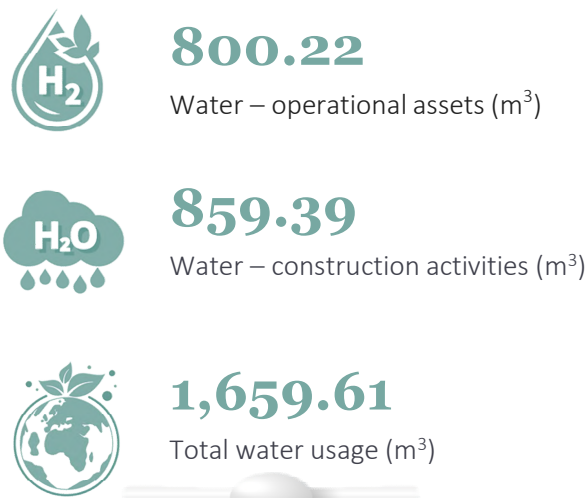 H₂
800.22
Water – operational assets (m³)
H₂O
859.39
Water – construction activities (m³)
1,659.61
Total water usage (m³)